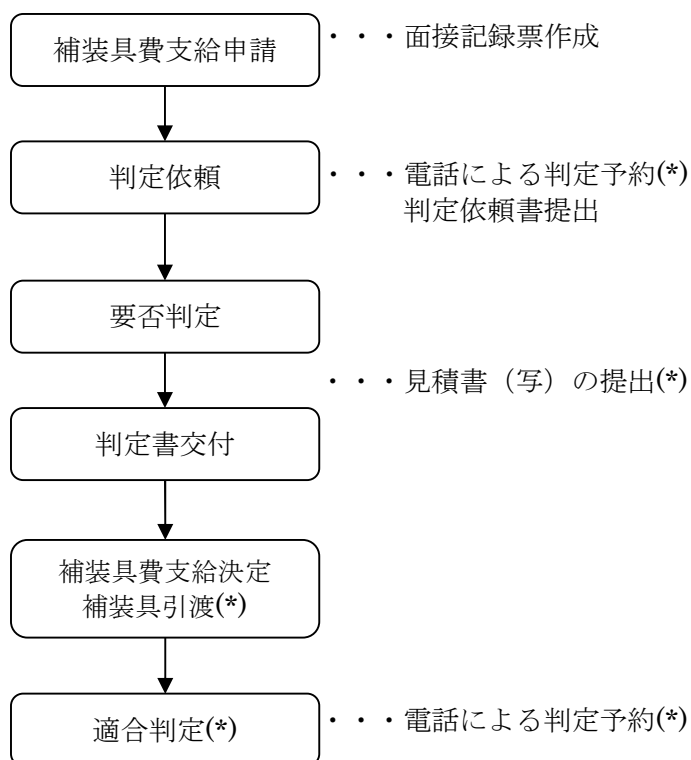 補装具費支給申請
・・・面接記録票作成
判定依頼
・・・電話による判定予約(*)
判定依頼書提出
要否判定
・・・見積書（写）の提出(*)
判定書交付
補装具費支給決定
補装具引渡(*)
適合判定(*)
・・・電話による判定予約(*)